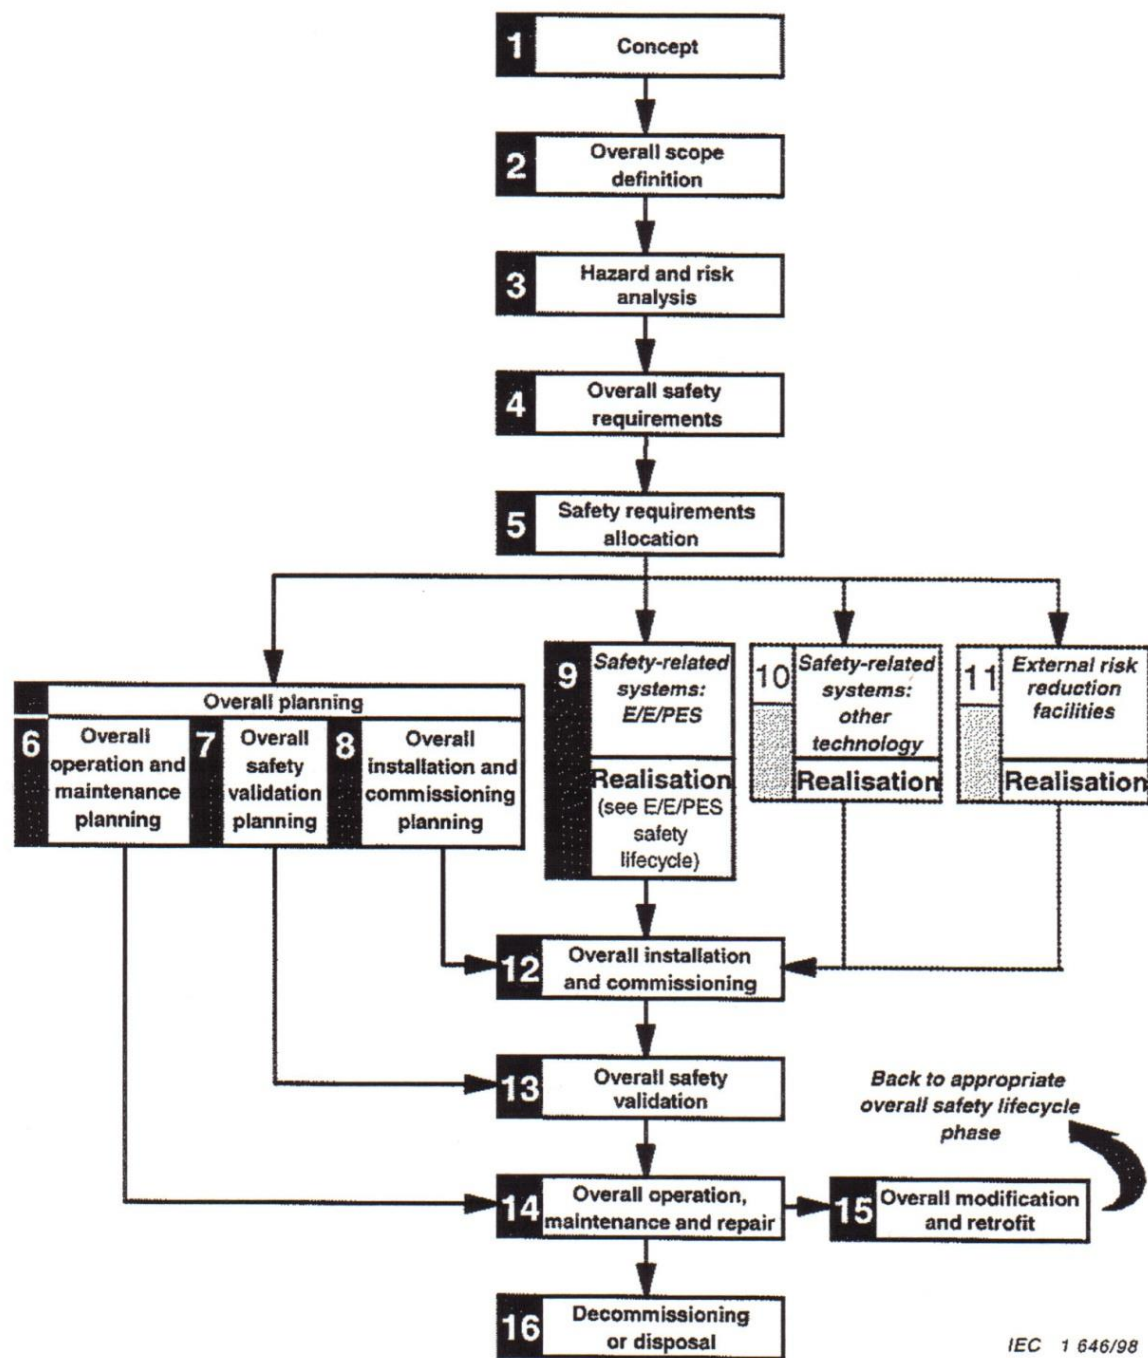 1
Concept
2
Overall scope
definition
3
Hazard and risk
analysis
4
Overall safety
requirements
5
Safety requirements
allocation
Overall planning
6
Overall
operation and
maintenance
planning
7
Overall
safety
validation
planning
8
Overall
installation and
commissioning
planning
9
Safety-related
systems:
E/E/PES
Realisation
(see E/E/PES
safety
lifecycle)
10
Safety-related
systems:
other
technology
Realisation
11
External risk
reduction
facilities
Realisation
12
Overall installation
and commissioning
13
Overall safety
validation
Back to appropriate
overall safety lifecycle
phase
14
Overall operation,
maintenance and repair
15
Overall modification
and retrofit
16
Decommissioning
or disposal
IEC 1 646/98